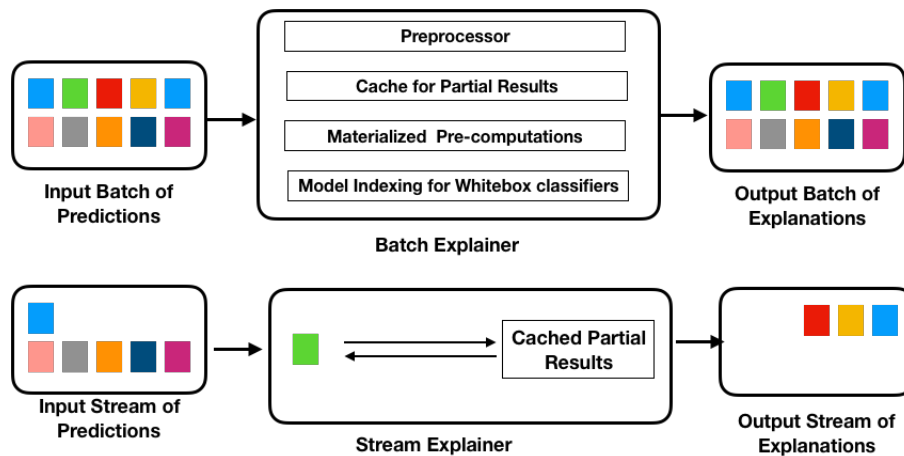 Preprocessor
Cache for Partial Results
Materialized Pre-computations
Model Indexing for Whitebox classifiers
Input Batch of
Predictions
Batch Explainer
Output Batch of
Explanations
Cached Partial
Results
Input Stream of
Predictions
Stream Explainer
Output Stream of
Explanations